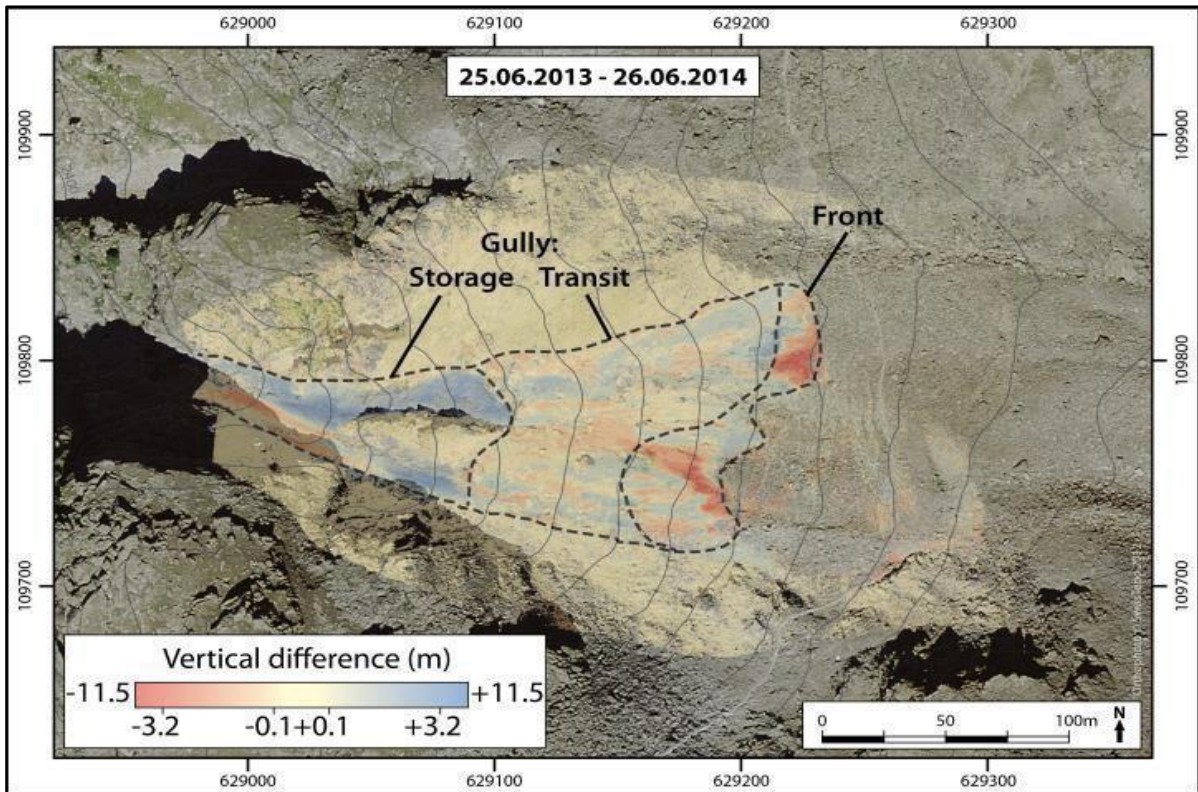 629000 629100 629200 629300
25.06.2013 - 26.06.2014
109900 109900
Front
Gully:
Storage Transit
109800 109800
109700 109700
Vertical difference (m)
-11.5 +11.5
-3.2 -0.1+0.1 +3.2
0 50 100m N
629000 629100 629200 629300